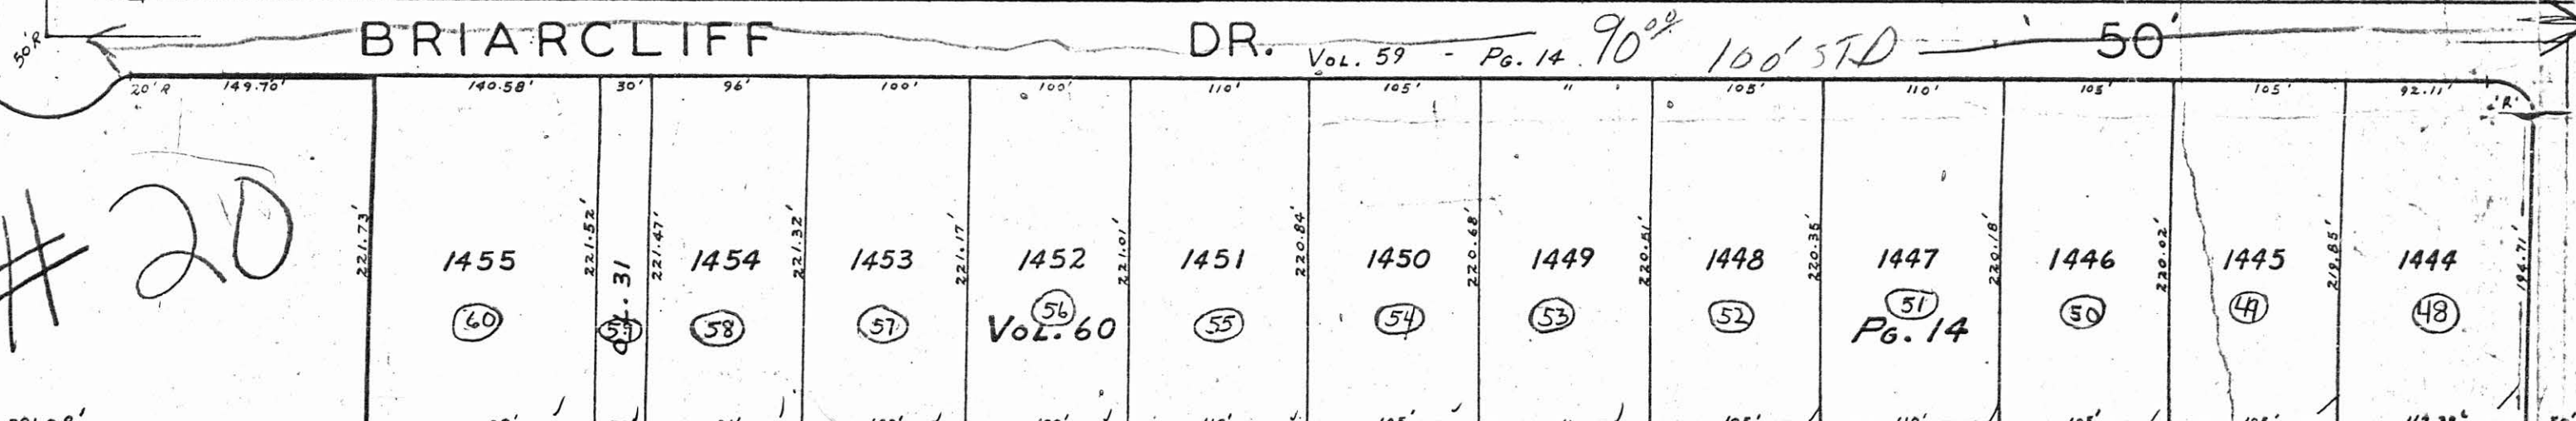 50'R
BRIARCLIFF DR. VOL. 59 - PG. 14 90⁰⁰ 100' STD 50'
20' R 149.70' 140.58' 30' 96' 100' 100' 110' 105' " 105' 110' 105' 105' 92.11' 'R'
# 20
221.73' 221.52' 221.47' 221.32' 221.17' 221.01' 220.84' 220.68' 220.51' 220.35' 220.18' 220.02' 219.85' 194.71'
1455 31 1454 1453 1452 1451 1450 1449 1448 1447 1446 1445 1444
60 59 58 57 56 55 54 53 52 51 50 49 48
VOL. 60 PG. 14